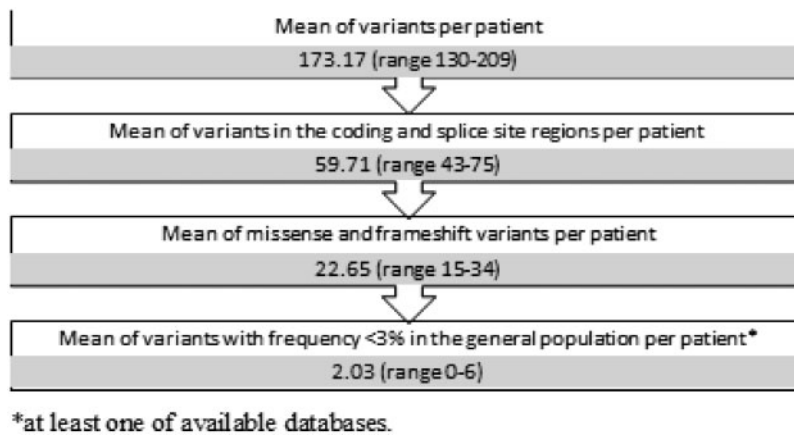 Mean of variants per patient
173.17 (range 130-209)
Mean of variants in the coding and splice site regions per patient
59.71 (range 43-75)
Mean of missense and frameshift variants per patient
22.65 (range 15-34)
Mean of variants with frequency <3% in the general population per patient*
2.03 (range 0-6)
*at least one of available databases.